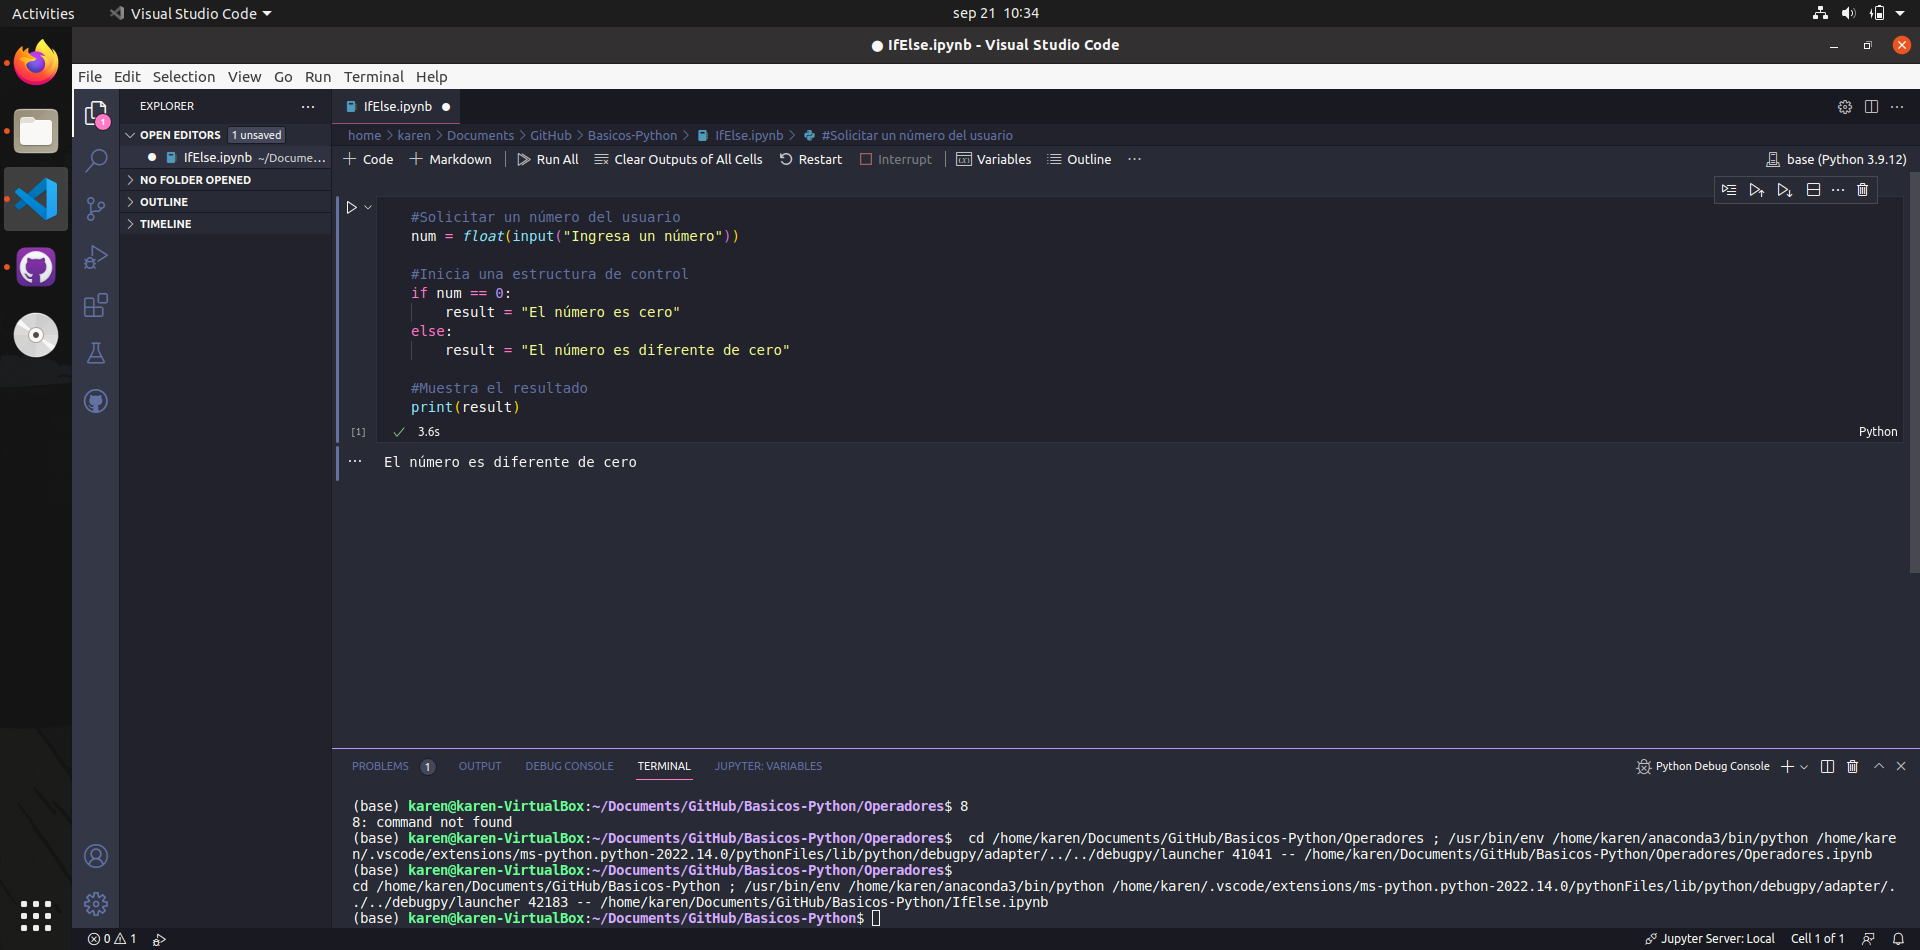 Activities
Visual Studio Code
sep 21 10:34
● IfElse.ipynb - Visual Studio Code
File Edit Selection View Go Run Terminal Help
EXPLORER
OPEN EDITORS 1 unsaved
IfElse.ipynb ~/Docume...
NO FOLDER OPENED
OUTLINE
TIMELINE
1
IfElse.ipynb
home > karen > Documents > GitHub > Basicos-Python > IfElse.ipynb > #Solicitar un número del usuario
+ Code + Markdown Run All Clear Outputs of All Cells Restart Interrupt Variables Outline ...
base (Python 3.9.12)
#Solicitar un número del usuario
num = float(input("Ingresa un número"))
#Inicia una estructura de control
if num == 0:
result = "El número es cero"
else:
result = "El número es diferente de cero"
#Muestra el resultado
print(result)
[1] 3.6s
Python
El número es diferente de cero
PROBLEMS 1 OUTPUT DEBUG CONSOLE TERMINAL JUPYTER: VARIABLES
Python Debug Console
(base) karen@karen-VirtualBox:~/Documents/GitHub/Basicos-Python/Operadores$ 8
8: command not found
(base) karen@karen-VirtualBox:~/Documents/GitHub/Basicos-Python/Operadores$  cd /home/karen/Documents/GitHub/Basicos-Python/Operadores ; /usr/bin/env /home/karen/anaconda3/bin/python /home/kare
n/.vscode/extensions/ms-python.python-2022.14.0/pythonFiles/lib/python/debugpy/adapter/../../debugpy/launcher 41041 -- /home/karen/Documents/GitHub/Basicos-Python/Operadores/Operadores.ipynb
(base) karen@karen-VirtualBox:~/Documents/GitHub/Basicos-Python/Operadores$
cd /home/karen/Documents/GitHub/Basicos-Python ; /usr/bin/env /home/karen/anaconda3/bin/python /home/karen/.vscode/extensions/ms-python.python-2022.14.0/pythonFiles/lib/python/debugpy/adapter/.
./../debugpy/launcher 42183 -- /home/karen/Documents/GitHub/Basicos-Python/IfElse.ipynb
(base) karen@karen-VirtualBox:~/Documents/GitHub/Basicos-Python$
0 1
Jupyter Server: Local Cell 1 of 1